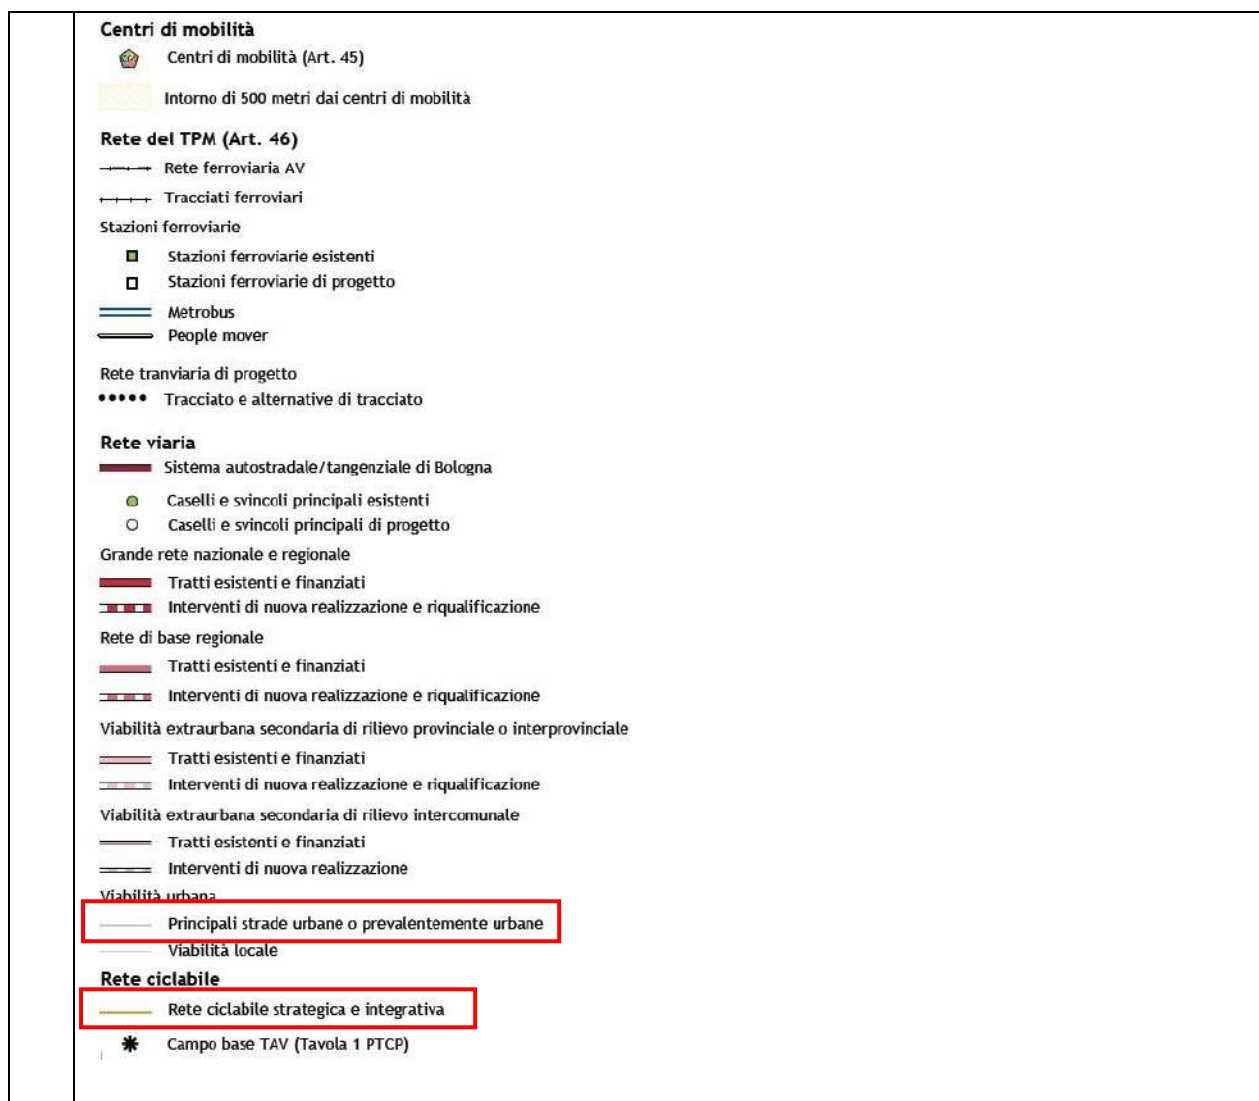 Centri di mobilità
Centri di mobilità (Art. 45)
Intorno di 500 metri dai centri di mobilità
Rete del TPM (Art. 46)
Rete ferroviaria AV
Tracciati ferroviari
Stazioni ferroviarie
Stazioni ferroviarie esistenti
Stazioni ferroviarie di progetto
Metrobus
People mover
Rete tranviaria di progetto
Tracciato e alternative di tracciato
Rete viaria
Sistema autostradale/tangenziale di Bologna
Caselli e svincoli principali esistenti
Caselli e svincoli principali di progetto
Grande rete nazionale e regionale
Tratti esistenti e finanziati
Interventi di nuova realizzazione e riqualificazione
Rete di base regionale
Tratti esistenti e finanziati
Interventi di nuova realizzazione e riqualificazione
Viabilità extraurbana secondaria di rilievo provinciale o interprovinciale
Tratti esistenti e finanziati
Interventi di nuova realizzazione e riqualificazione
Viabilità extraurbana secondaria di rilievo intercomunale
Tratti esistenti e finanziati
Interventi di nuova realizzazione
Viabilità urbana
Principali strade urbane o prevalentemente urbane
Viabilità locale
Rete ciclabile
Rete ciclabile strategica e integrativa
Campo base TAV (Tavola 1 PTCP)